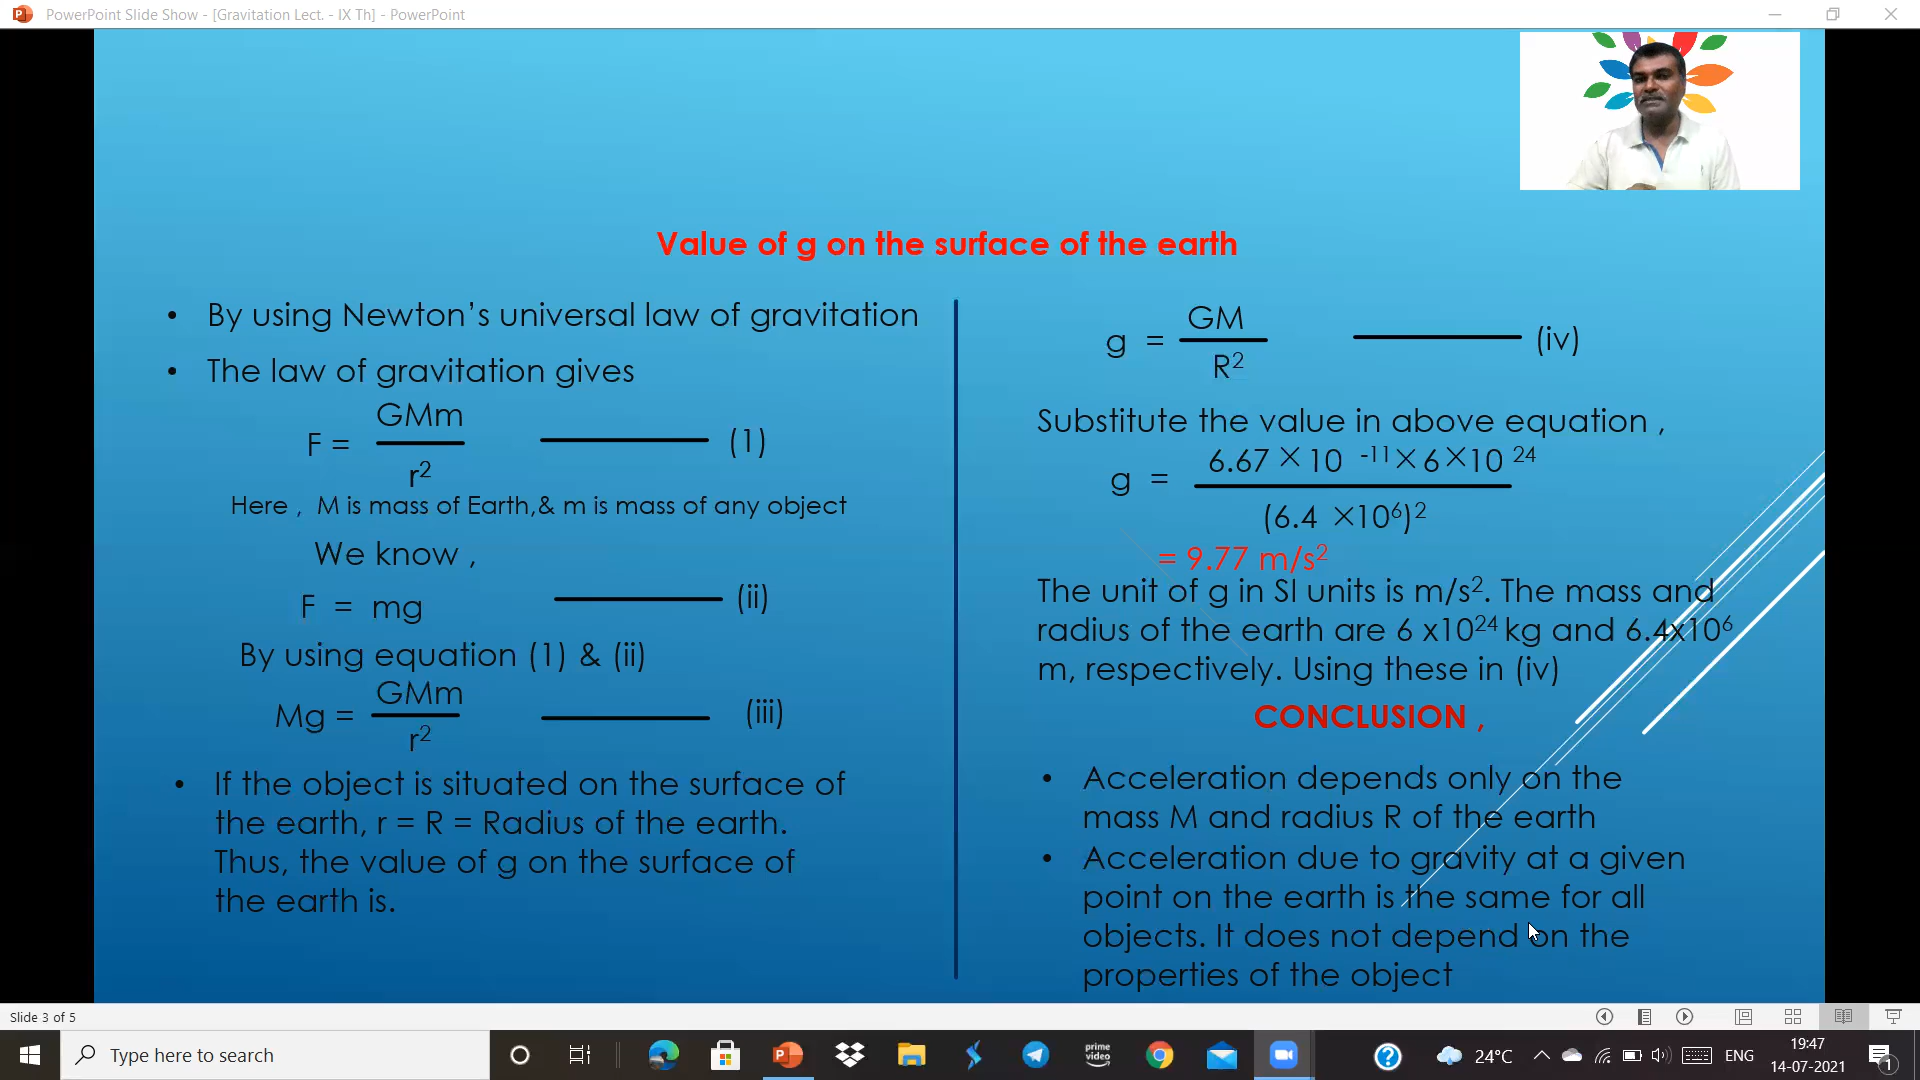 PowerPoint Slide Show - [Gravitation Lect. - IX Th] - PowerPoint
Value of g on the surface of the earth
• By using Newton’s universal law of gravitation
• The law of gravitation gives
GMm
F =
(1)
r²
Here , M is mass of Earth,& m is mass of any object
We know ,
F = mg
(ii)
By using equation (1) & (ii)
GMm
Mg =
(iii)
r²
• If the object is situated on the surface of
the earth, r = R = Radius of the earth.
Thus, the value of g on the surface of
the earth is.
GM
g =
(iv)
R²
Substitute the value in above equation ,
6.67 × 10 ⁻¹¹ × 6 × 10 ²⁴
g =
(6.4 ×10⁶)²
= 9.77 m/s²
The unit of g in SI units is m/s². The mass and
radius of the earth are 6 x10²⁴ kg and 6.4x10⁶
m, respectively. Using these in (iv)
CONCLUSION ,
• Acceleration depends only on the
mass M and radius R of the earth
• Acceleration due to gravity at a given
point on the earth is the same for all
objects. It does not depend on the
properties of the object
Slide 3 of 5
Type here to search
prime
video
24°C
ENG
19:47
14-07-2021
1